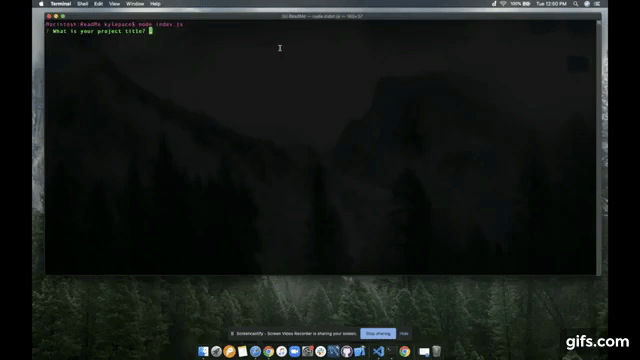 Terminal Shell Edit View Window Help
100% Tue 12:50 PM
ReadMe — node index.js — 160×57
Macintosh:ReadMe kylepace$ node index.js
? What is your project title?
Screencastify - Screen Video Recorder is sharing your screen. Stop sharing Hide
gifs.com